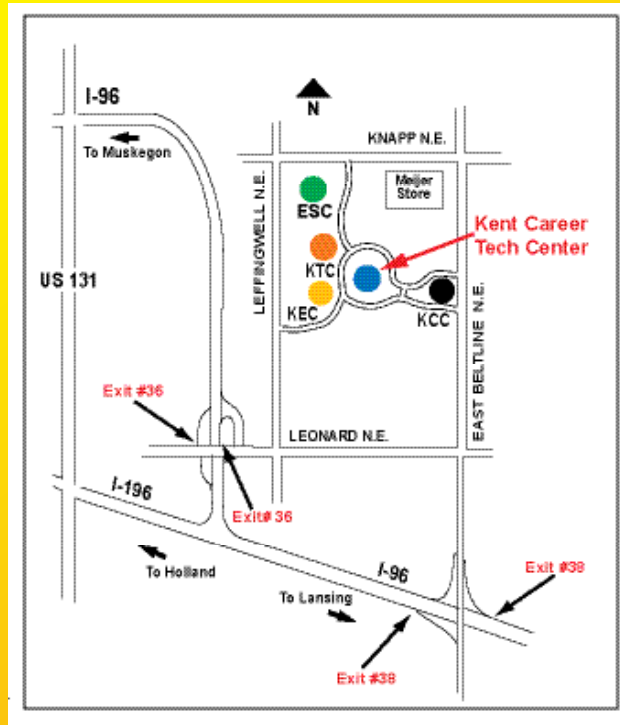 I-96
To Muskegon
N
KNAPP N.E.
Meijer
Store
ESC
LEFFINGWELL N.E.
Kent Career
Tech Center
KTC
US 131
KEC
KCC
EAST BELTLINE N.E.
Exit #36
LEONARD N.E.
I-196
Exit# 36
To Holland
I-96
To Lansing
Exit #38
Exit #38